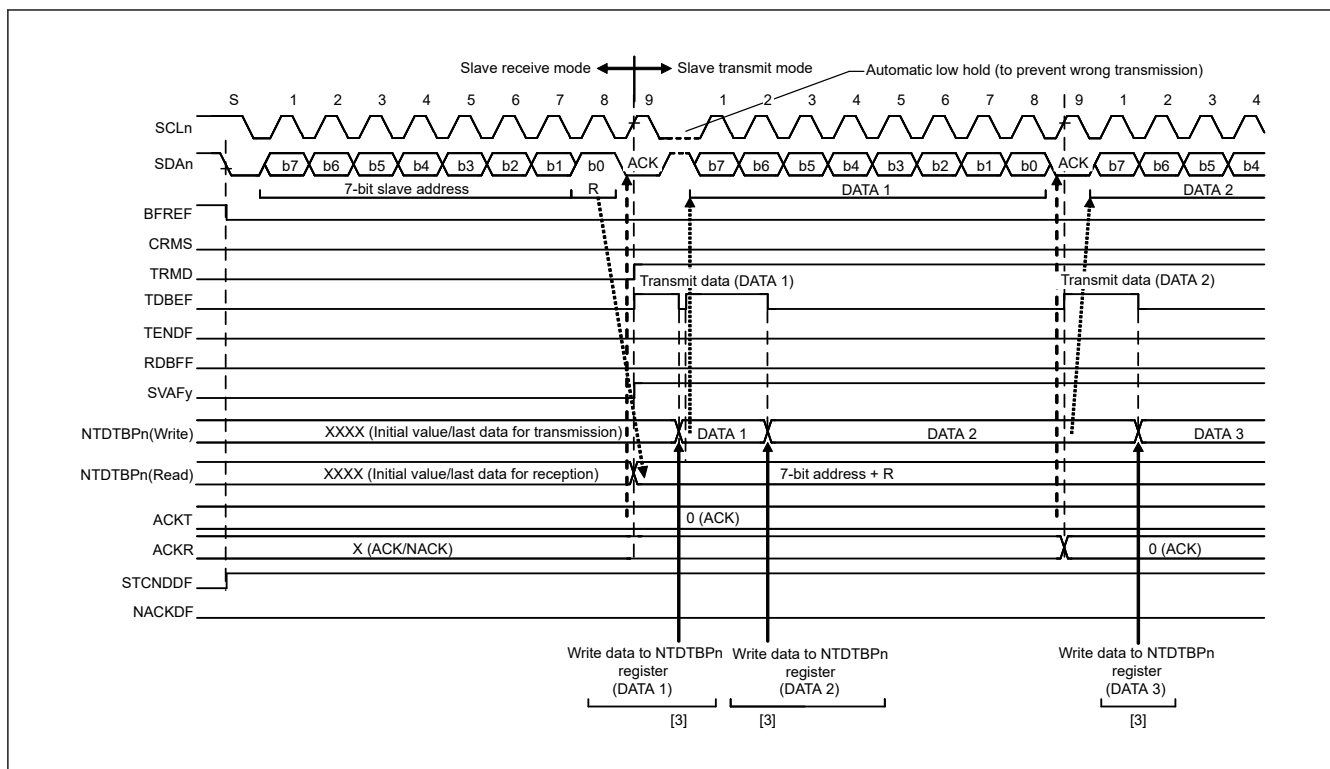 Slave receive mode Slave transmit mode Automatic low hold (to prevent wrong transmission)
S 1 2 3 4 5 6 7 8 9 1 2 3 4 5 6 7 8 9 1 2 3 4
SCLn
SDAn b7 b6 b5 b4 b3 b2 b1 b0 ACK b7 b6 b5 b4 b3 b2 b1 b0 ACK b7 b6 b5 b4
7-bit slave address R DATA 1 DATA 2
BFREF
CRMS
TRMD
Transmit data (DATA 1) Transmit data (DATA 2)
TDBEF
TENDF
RDBFF
SVAFy
NTDTBPn(Write) XXXX (Initial value/last data for transmission) DATA 1 DATA 2 DATA 3
NTDTBPn(Read) XXXX (Initial value/last data for reception) 7-bit address + R
ACKT 0 (ACK)
ACKR X (ACK/NACK) 0 (ACK)
STCNDDF
NACKDF
Write data to NTDTBPn Write data to NTDTBPn Write data to NTDTBPn
register register register
(DATA 1) (DATA 2) (DATA 3)
[3] [3] [3]